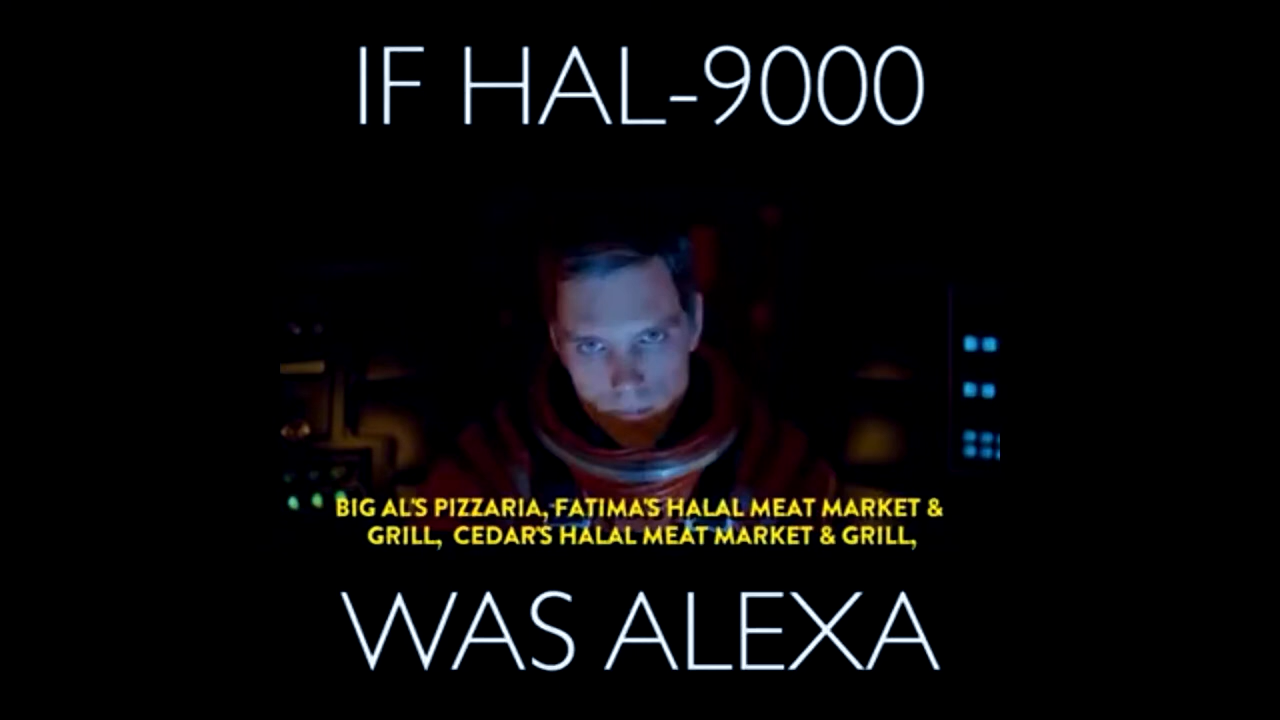 IF HAL-9000
BIG AL'S PIZZARIA, FATIMA'S HALAL MEAT MARKET &
GRILL, CEDAR'S HALAL MEAT MARKET & GRILL,
WAS ALEXA